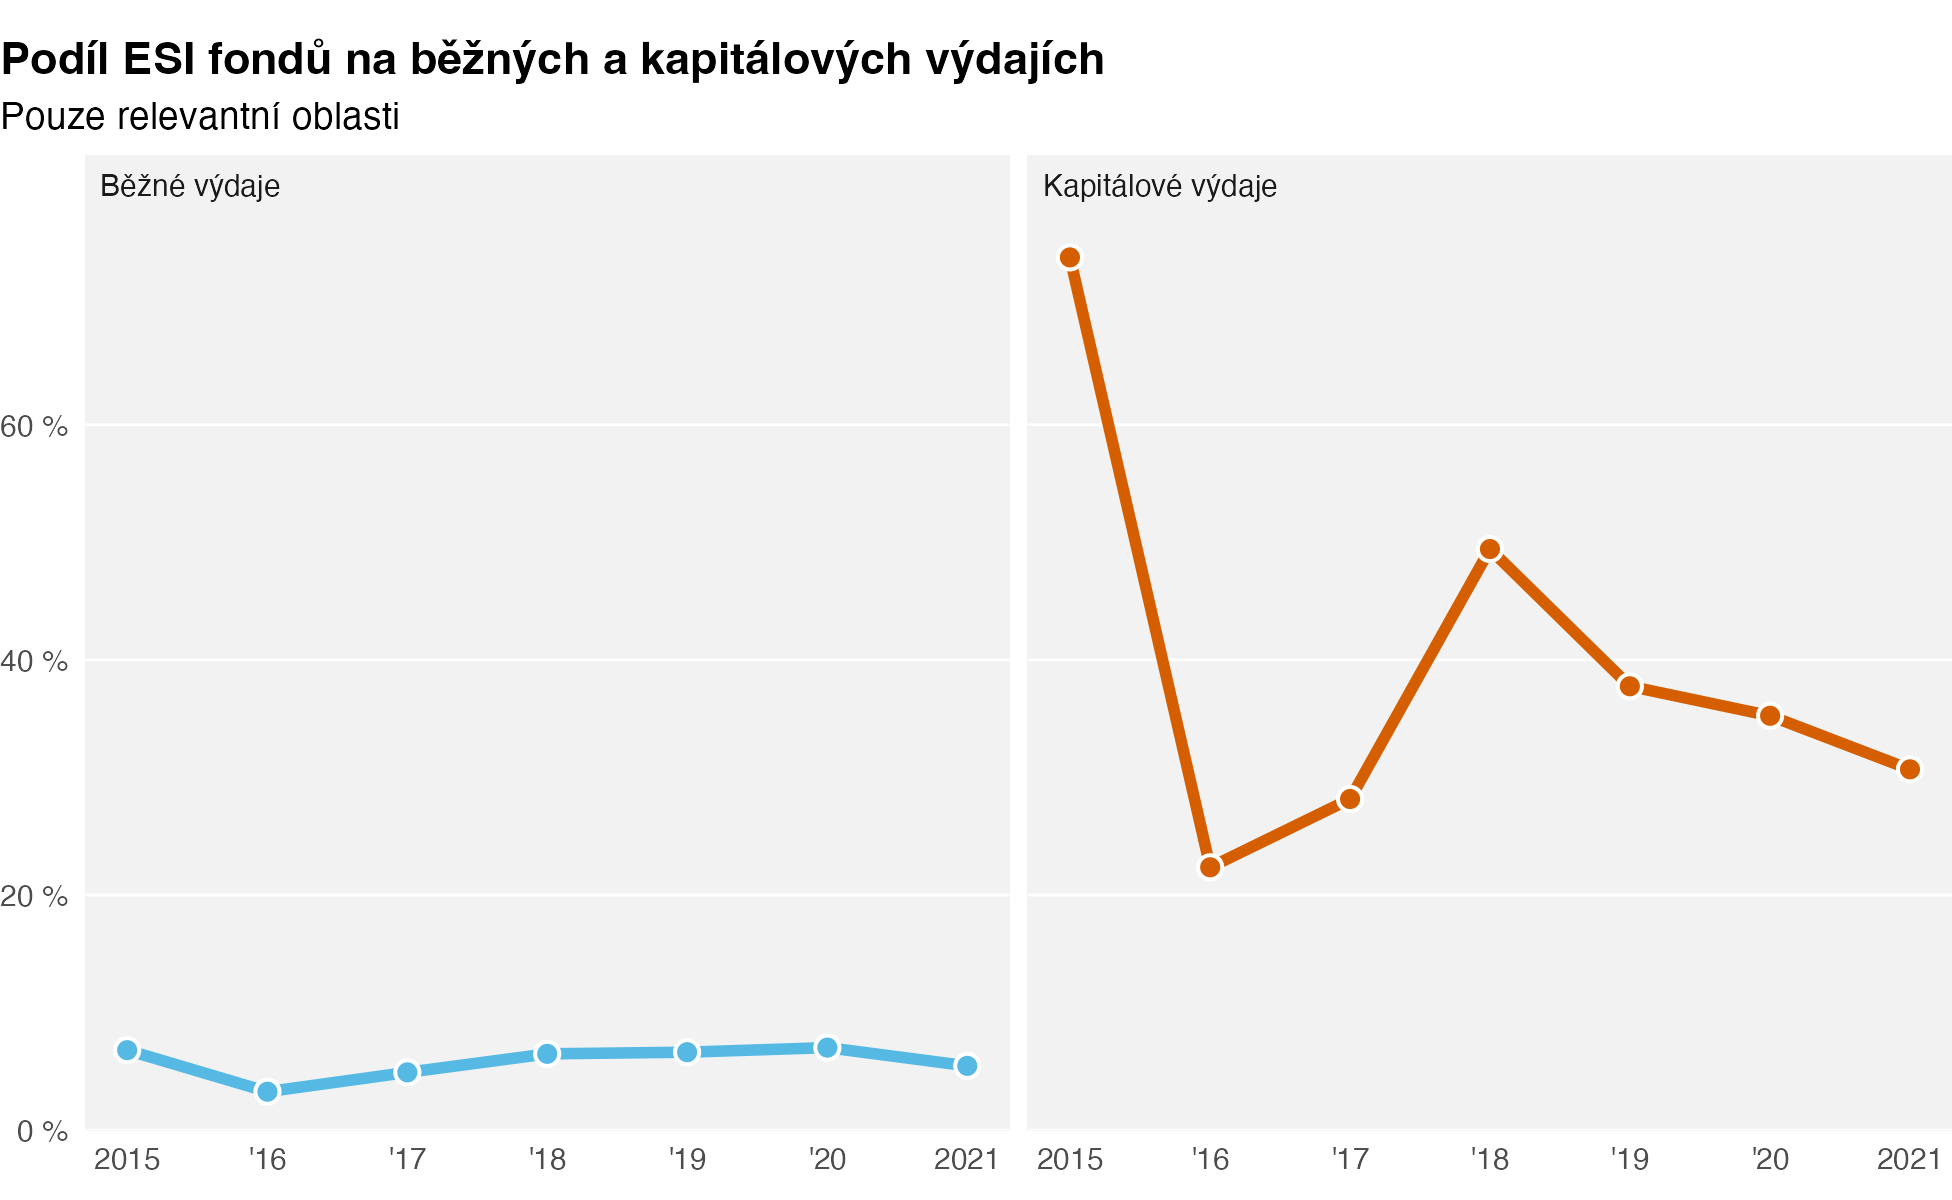 Podíl ESI fondů na běžných a kapitálových výdajích
Pouze relevantní oblasti
Běžné výdaje
Kapitálové výdaje
60 %
40 %
20 %
0 %
2015 '16 '17 '18 '19 '20 2021
2015 '16 '17 '18 '19 '20 2021